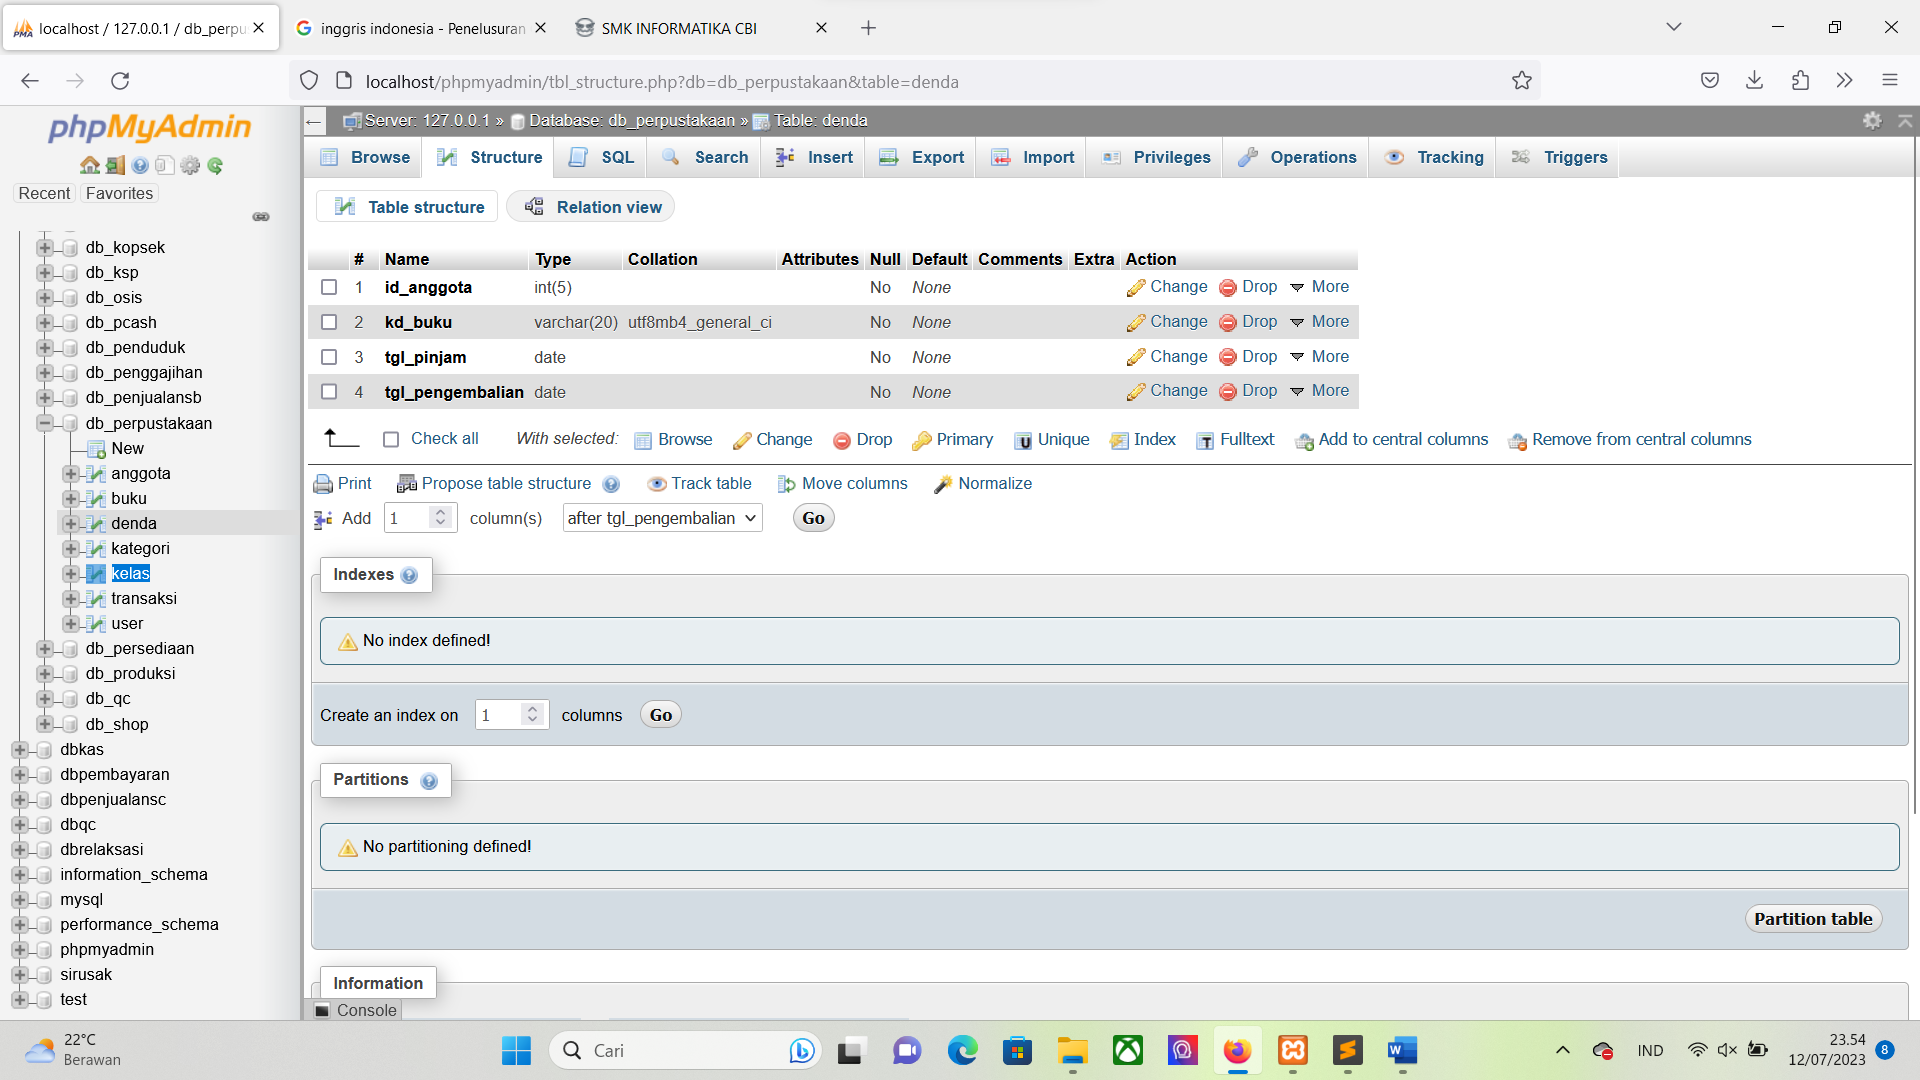 localhost / 127.0.0.1 / db_perpu
inggris indonesia - Penelusuran
SMK INFORMATIKA CBI
localhost/phpmyadmin/tbl_structure.php?db=db_perpustakaan&table=denda
phpMyAdmin
Recent Favorites
db_kopsek
db_ksp
db_osis
db_pcash
db_penduduk
db_penggajihan
db_penjualansb
db_perpustakaan
New
anggota
buku
denda
kategori
kelas
transaksi
user
db_persediaan
db_produksi
db_qc
db_shop
dbkas
dbpembayaran
dbpenjualansc
dbqc
dbrelaksasi
information_schema
mysql
performance_schema
phpmyadmin
sirusak
test
Server: 127.0.0.1 » Database: db_perpustakaan » Table: denda
Browse Structure SQL Search Insert Export Import Privileges Operations Tracking Triggers
Table structure Relation view
# Name Type Collation Attributes Null Default Comments Extra Action
1 id_anggota int(5) No None Change Drop More
2 kd_buku varchar(20) utf8mb4_general_ci No None Change Drop More
3 tgl_pinjam date No None Change Drop More
4 tgl_pengembalian date No None Change Drop More
Check all With selected: Browse Change Drop Primary Unique Index Fulltext Add to central columns Remove from central columns
Print Propose table structure Track table Move columns Normalize
Add 1 column(s) after tgl_pengembalian Go
Indexes
No index defined!
Create an index on 1 columns Go
Partitions
No partitioning defined!
Partition table
Information
Console
22°C
Berawan
Cari
IND
23.54
12/07/2023
8